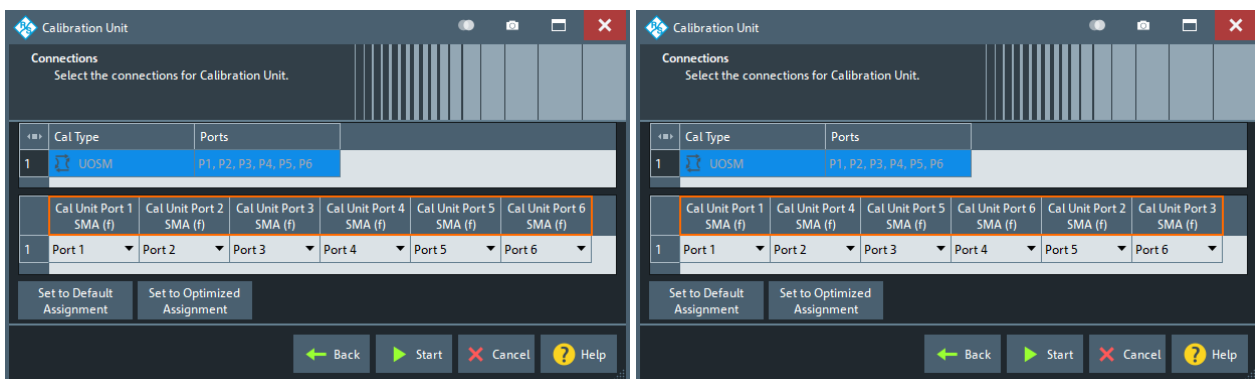 Calibration Unit
Connections
Select the connections for Calibration Unit.
Cal Type Ports
1 UOSM P1, P2, P3, P4, P5, P6
Cal Unit Port 1 Cal Unit Port 2 Cal Unit Port 3 Cal Unit Port 4 Cal Unit Port 5 Cal Unit Port 6
SMA (f) SMA (f) SMA (f) SMA (f) SMA (f) SMA (f)
1 Port 1 Port 2 Port 3 Port 4 Port 5 Port 6
Set to Default Set to Optimized
Assignment Assignment
Back Start Cancel ? Help
Calibration Unit
Connections
Select the connections for Calibration Unit.
Cal Type Ports
1 UOSM P1, P2, P3, P4, P5, P6
Cal Unit Port 1 Cal Unit Port 4 Cal Unit Port 5 Cal Unit Port 6 Cal Unit Port 2 Cal Unit Port 3
SMA (f) SMA (f) SMA (f) SMA (f) SMA (f) SMA (f)
1 Port 1 Port 2 Port 3 Port 4 Port 5 Port 6
Set to Default Set to Optimized
Assignment Assignment
Back Start Cancel ? Help